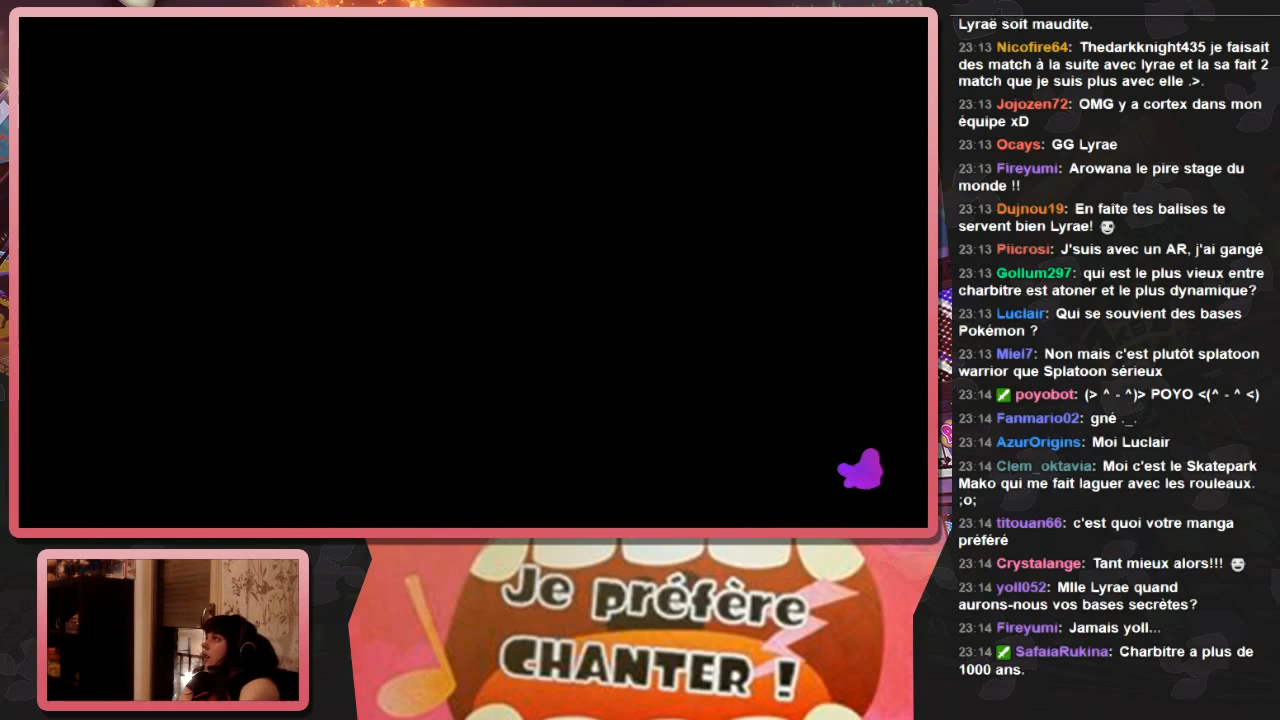 Lyraë soit maudite.
23:13 Nicofire64: Thedarkknight435 je faisait
des match à la suite avec lyrae et la sa fait 2
match que je suis plus avec elle .>.
23:13 Jojozen72: OMG y a cortex dans mon
équipe xD
23:13 Ocays: GG Lyrae
23:13 Fireyumi: Arowana le pire stage du
monde !!
23:13 Dujnou19: En faite tes balises te
servent bien Lyrae!
23:13 Piicrosi: J'suis avec un AR, j'ai gangé
23:13 Gollum297: qui est le plus vieux entre
charbitre est atoner et le plus dynamique?
23:13 Luclair: Qui se souvient des bases
Pokémon ?
23:13 Miel7: Non mais c'est plutôt splatoon
warrior que Splatoon sérieux
23:14 poyobot: (> ^ - ^)> POYO <(^ - ^ <)
23:14 Fanmario02: gné ._.
23:14 AzurOrigins: Moi Luclair
23:14 Clem_oktavia: Moi c'est le Skatepark
Mako qui me fait laguer avec les rouleaux.
;o;
23:14 titouan66: c'est quoi votre manga
préféré
23:14 Crystalange: Tant mieux alors!!!
23:14 yoll052: Mlle Lyrae quand
aurons-nous vos bases secrètes?
23:14 Fireyumi: Jamais yoll...
23:14 SafaiaRukina: Charbitre a plus de
1000 ans.
Je préfère
CHANTER !